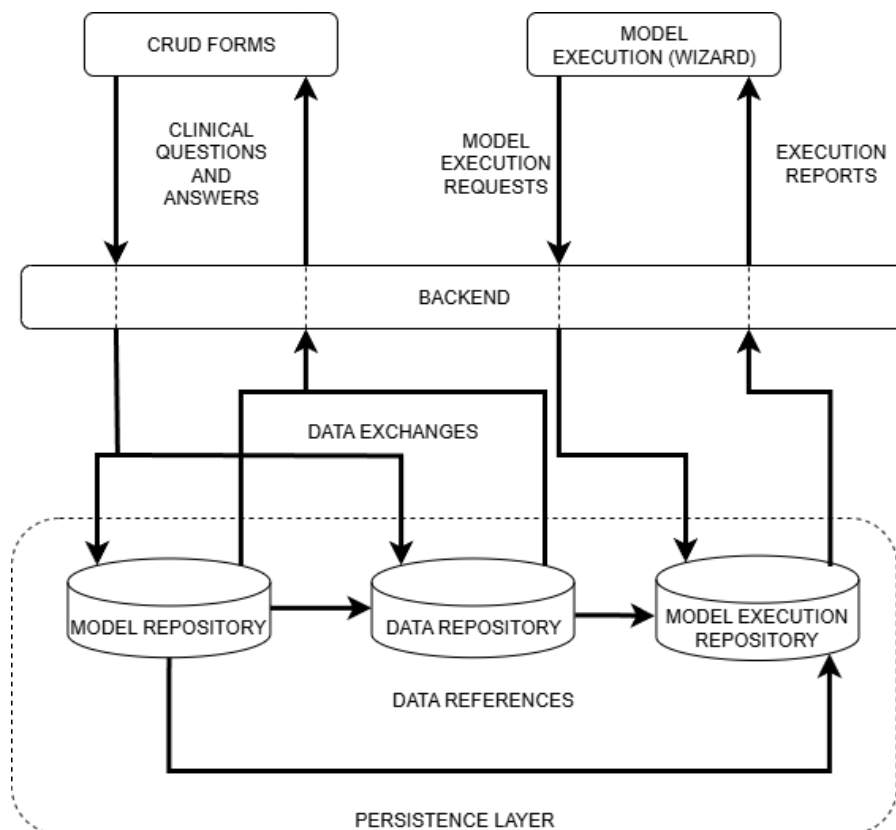 CRUD FORMS
MODEL
EXECUTION (WIZARD)
CLINICAL
QUESTIONS
AND
ANSWERS
MODEL
EXECUTION
REQUESTS
EXECUTION
REPORTS
BACKEND
DATA EXCHANGES
MODEL REPOSITORY
DATA REPOSITORY
MODEL EXECUTION
REPOSITORY
DATA REFERENCES
PERSISTENCE LAYER